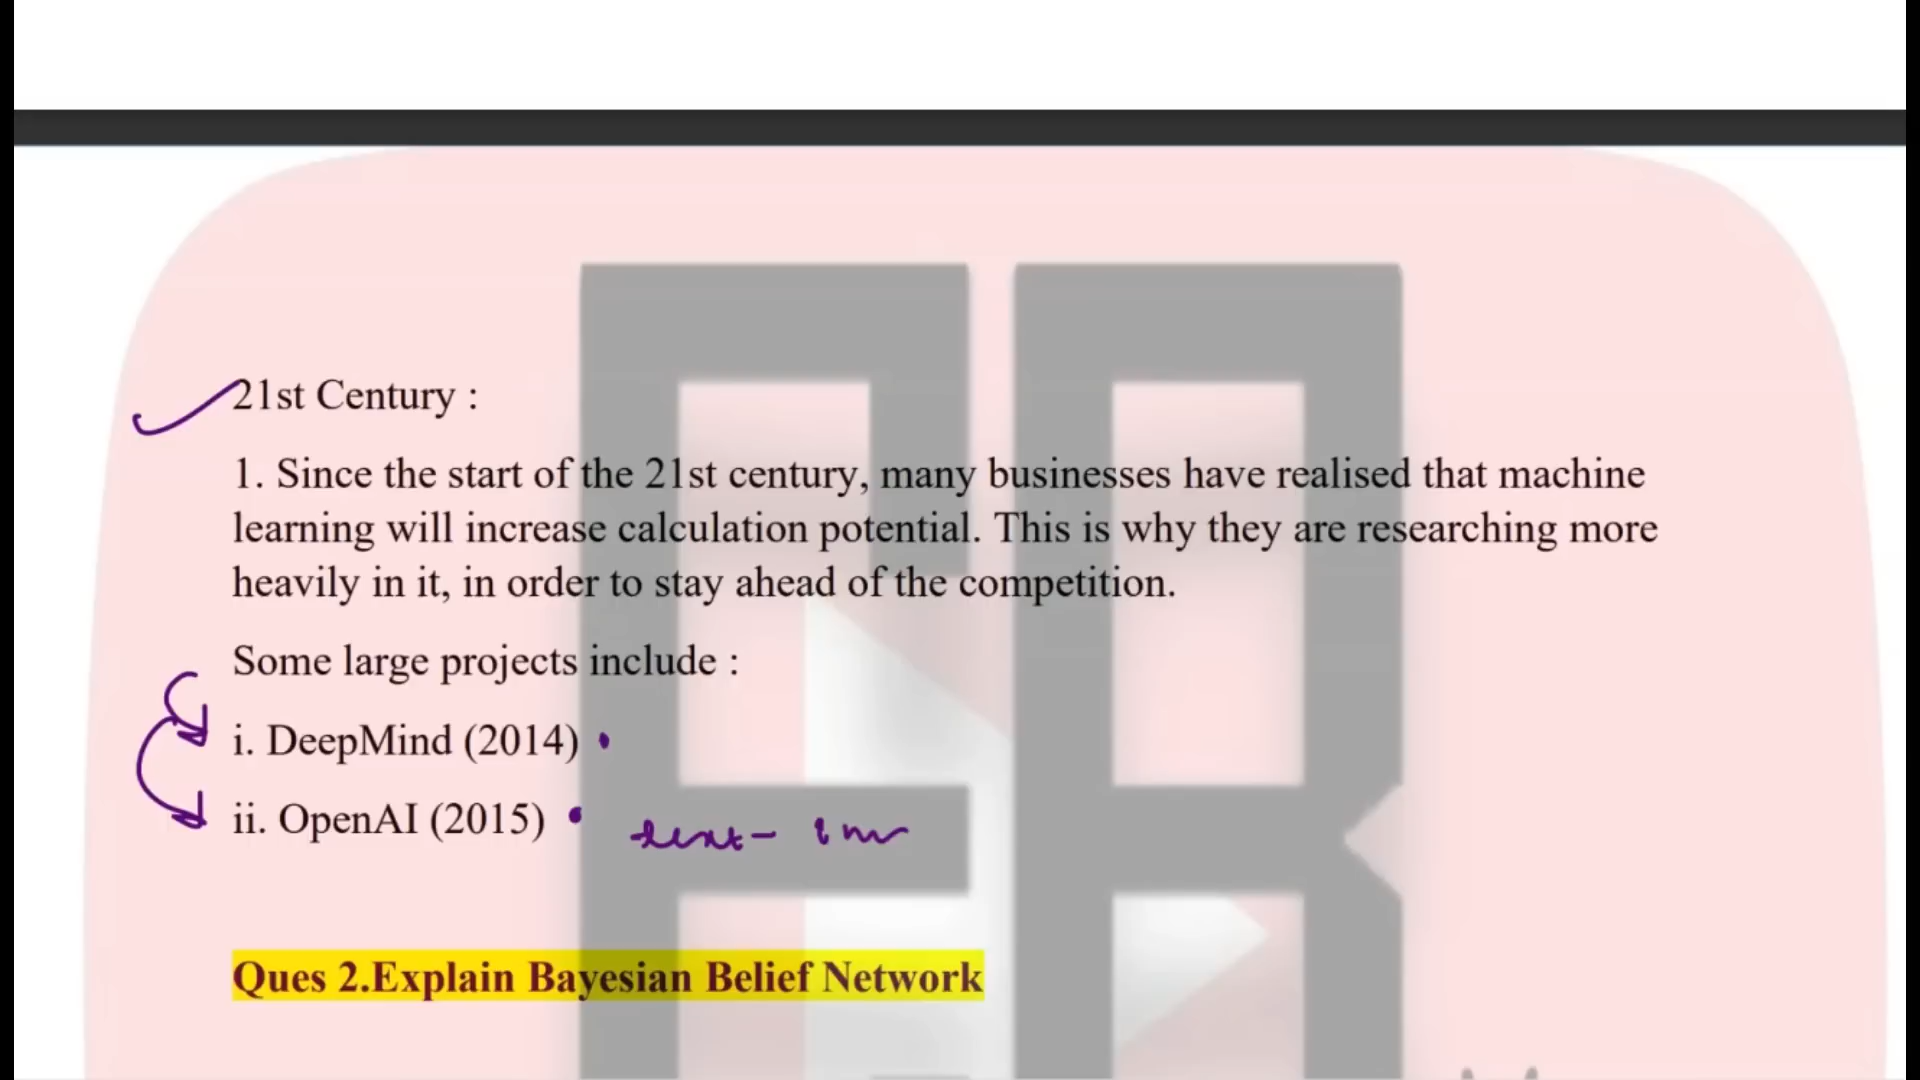 21st Century :
1. Since the start of the 21st century, many businesses have realised that machine
learning will increase calculation potential. This is why they are researching more
heavily in it, in order to stay ahead of the competition.
Some large projects include :
i. DeepMind (2014)
ii. OpenAI (2015)
text-
Ques 2.Explain Bayesian Belief Network